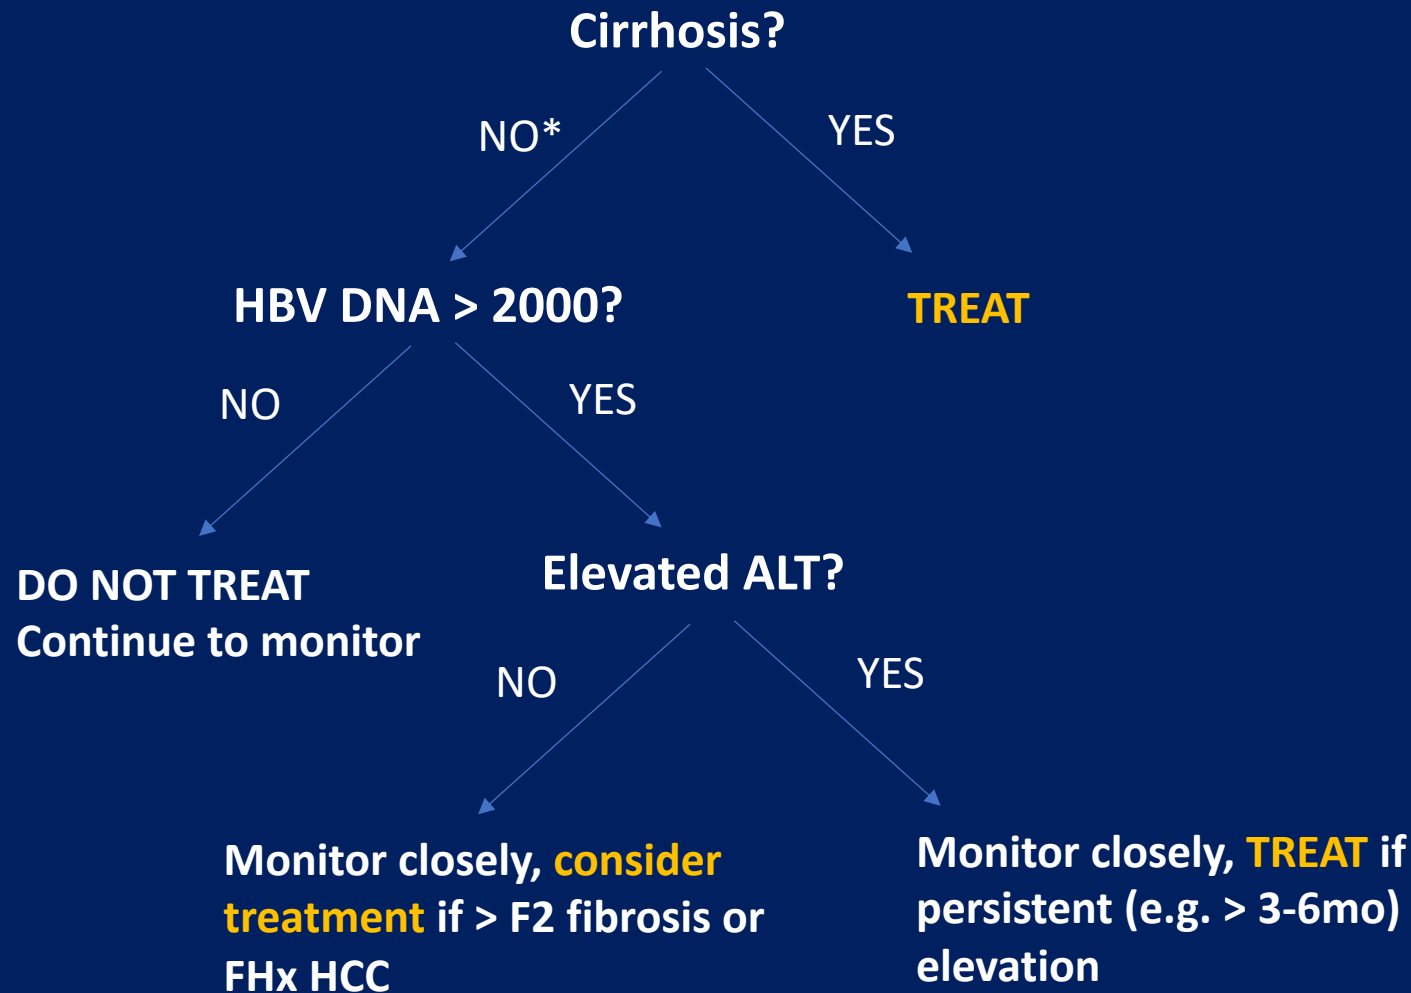 Cirrhosis?
NO*
YES
HBV DNA > 2000?
TREAT
NO
YES
DO NOT TREAT
Continue to monitor
Elevated ALT?
NO
YES
Monitor closely, consider
treatment if > F2 fibrosis or
FHx HCC
Monitor closely, TREAT if
persistent (e.g. > 3-6mo)
elevation